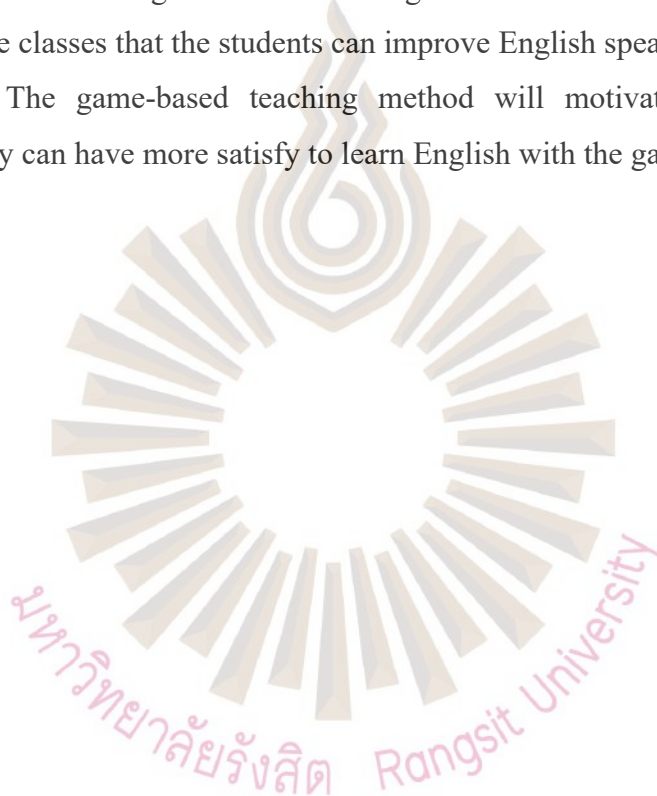 e classes that the students can improve English spea
The game-based teaching method will motivat
y can have more satisfy to learn English with the ga
มหาวิทยาลัยรังสิต Rangsit University